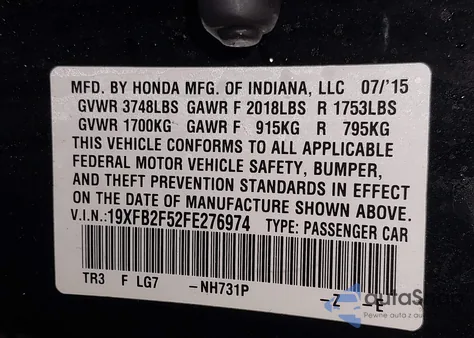 MFD. BY HONDA MFG. OF INDIANA, LLC 07/'15
GVWR 3748LBS GAWR F 2018LBS R 1753LBS
GVWR 1700KG GAWR F 915KG R 795KG
THIS VEHICLE CONFORMS TO ALL APPLICABLE
FEDERAL MOTOR VEHICLE SAFETY, BUMPER,
AND THEFT PREVENTION STANDARDS IN EFFECT
ON THE DATE OF MANUFACTURE SHOWN ABOVE.
V.I.N.:19XFB2F52FE276974 TYPE: PASSENGER CAR
TR3 F LG7 -NH731P -Z -E
Pewne auta z